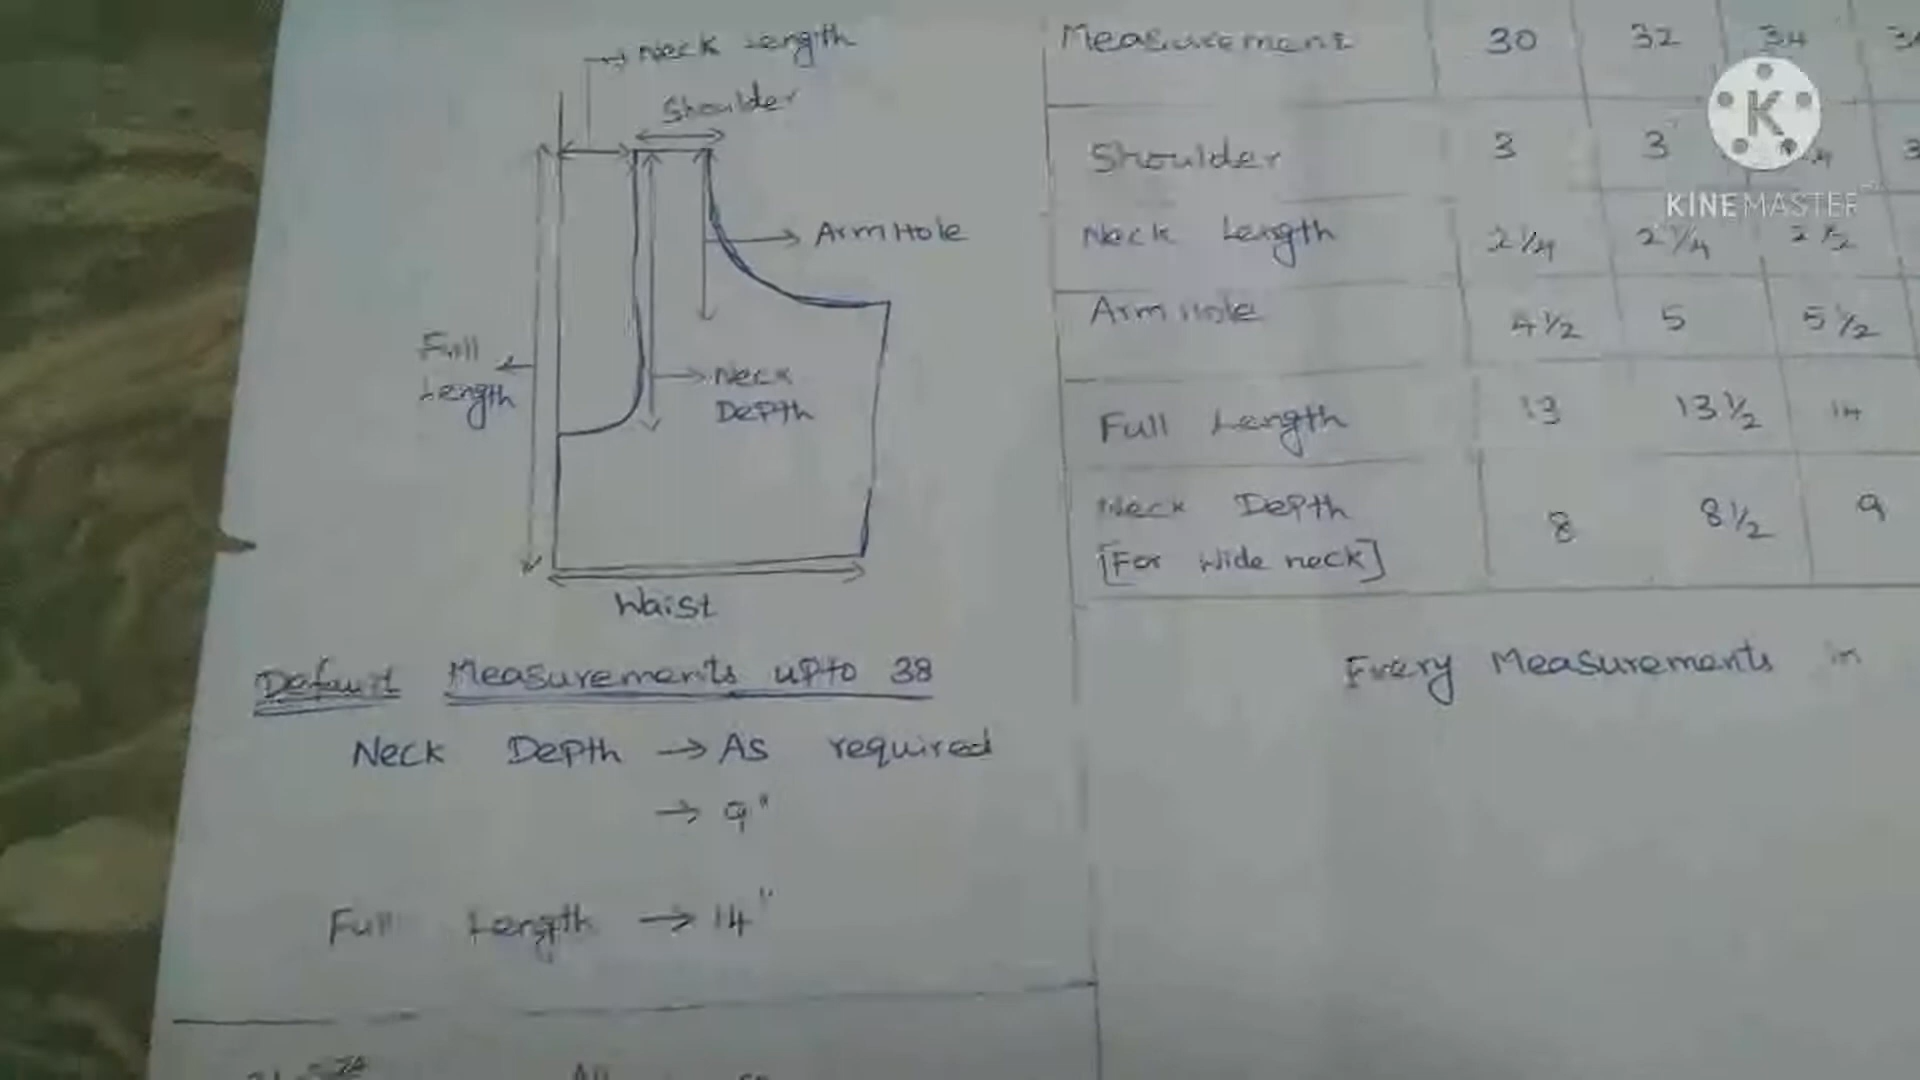 Neck Length
Shoulder
Arm Hole
Full
Length
Neck
Depth
Waist
Default Measurements upto 38
Neck Depth → As required
→ 9"
Full Length → 14"
Measurement 30 32 34
Shoulder 3 3 3
Neck Length 2 1/4 2 1/4 2 1/2
Arm Hole 4 1/2 5 5 1/2
Full Length 13 13 1/2 14
Neck Depth 8 8 1/2 9
[For Wide neck]
Every Measurements in
K
KINEMASTER